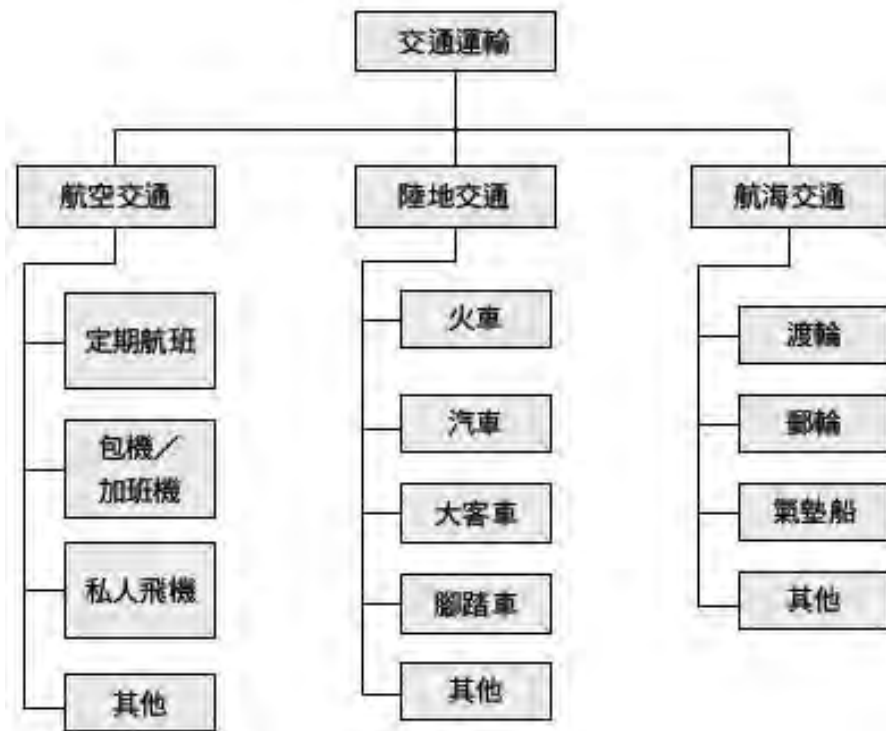 交通運輸
航空交通
定期航班
包機／
加班機
私人飛機
其他
陸地交通
火車
汽車
大客車
腳踏車
其他
航海交通
渡輪
郵輪
氣墊船
其他